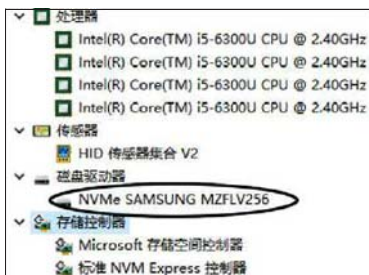 处理器
Intel(R) Core(TM) i5-6300U CPU @ 2.40GHz
Intel(R) Core(TM) i5-6300U CPU @ 2.40GHz
Intel(R) Core(TM) i5-6300U CPU @ 2.40GHz
Intel(R) Core(TM) i5-6300U CPU @ 2.40GHz
传感器
HID 传感器集合 V2
磁盘驱动器
NVMe SAMSUNG MZFLV256
存储控制器
Microsoft 存储空间控制器
标准 NVM Express 控制器